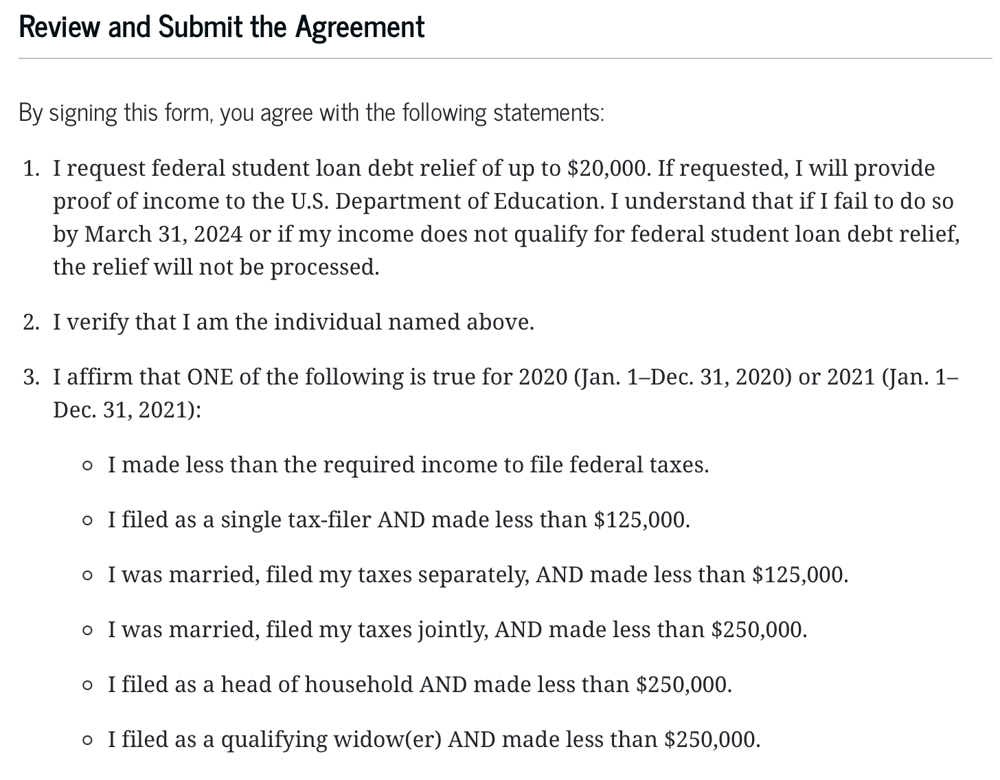 Review and Submit the Agreement
By signing this form, you agree with the following statements:
1. I request federal student loan debt relief of up to $20,000. If requested, I will provide
proof of income to the U.S. Department of Education. I understand that if I fail to do so
by March 31, 2024 or if my income does not qualify for federal student loan debt relief,
the relief will not be processed.
2. I verify that I am the individual named above.
3. I affirm that ONE of the following is true for 2020 (Jan. 1–Dec. 31, 2020) or 2021 (Jan. 1–
Dec. 31, 2021):
◦ I made less than the required income to file federal taxes.
◦ I filed as a single tax-filer AND made less than $125,000.
◦ I was married, filed my taxes separately, AND made less than $125,000.
◦ I was married, filed my taxes jointly, AND made less than $250,000.
◦ I filed as a head of household AND made less than $250,000.
◦ I filed as a qualifying widow(er) AND made less than $250,000.